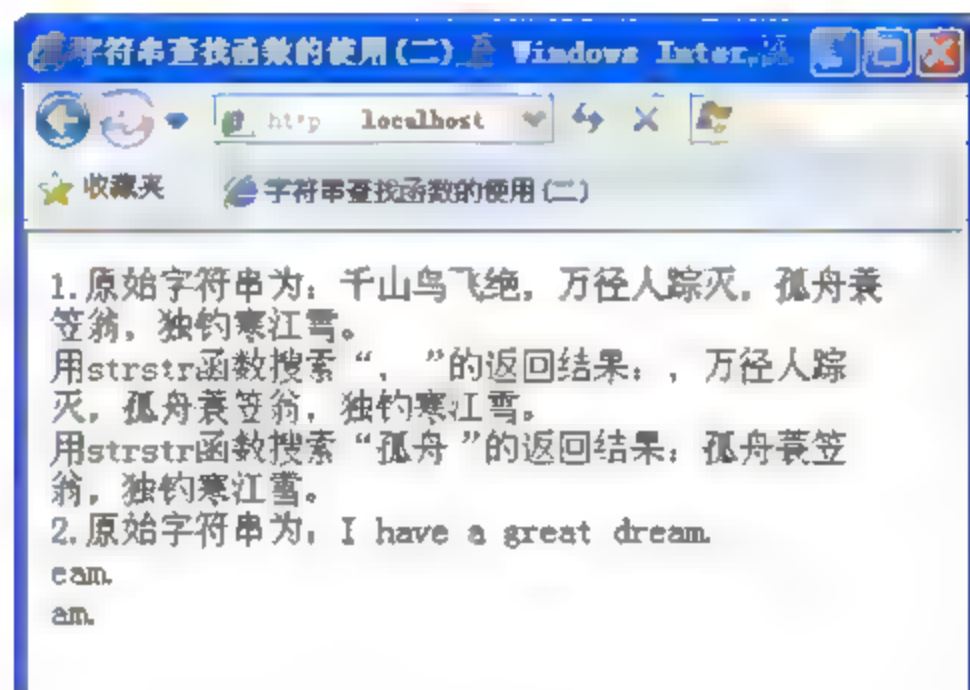 字符串查找函数的使用(二) Windows Inter
http localhost
收藏夹 字符串查找函数的使用(二)
1.原始字符串为：千山鸟飞绝，万径人踪灭，孤舟蓑
笠翁，独钓寒江雪。
用strstr函数搜索“，”的返回结果：，万径人踪
灭，孤舟蓑笠翁，独钓寒江雪。
用strstr函数搜索“孤舟”的返回结果：孤舟蓑笠
翁，独钓寒江雪。
2.原始字符串为：I have a great dream.
eam.
am.